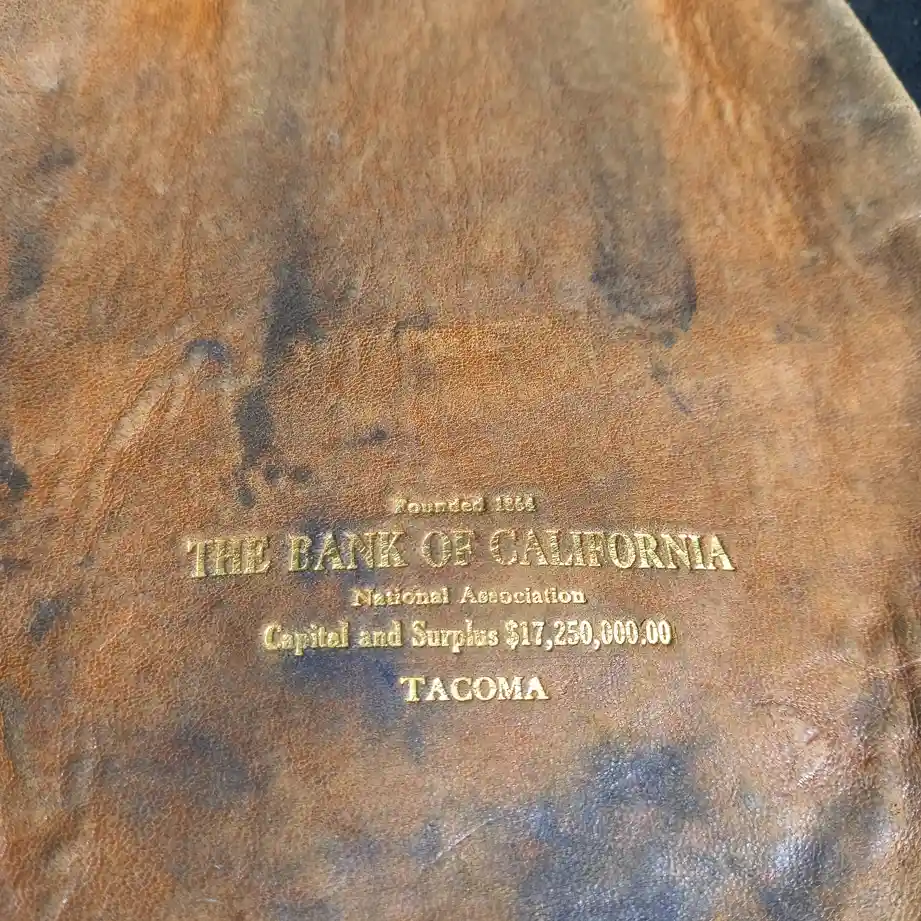 Founded 1864
THE BANK OF CALIFORNIA
National Association
Capital and Surplus $17,250,000.00
TACOMA